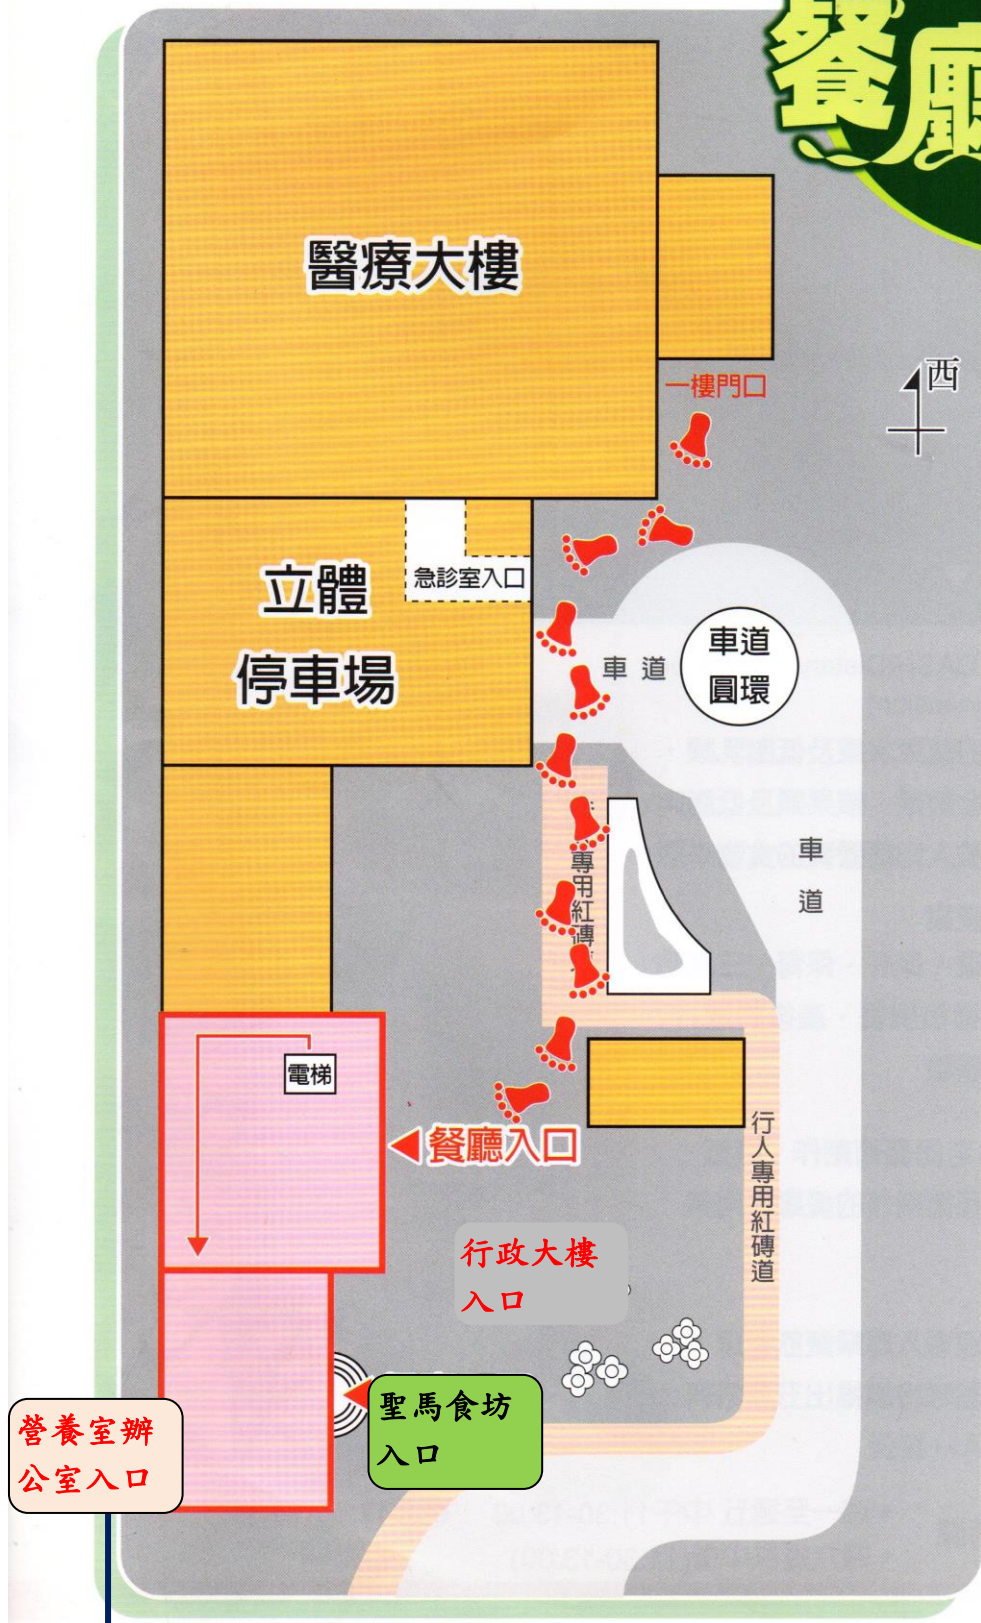 餐廳
醫療大樓
一樓門口
西
急診室入口
立體
停車場
車道
車道
圓環
車
道
專用紅磚
電梯
餐廳入口
行人專用紅磚道
行政大樓
入口
聖馬食坊
入口
營養室辦
公室入口